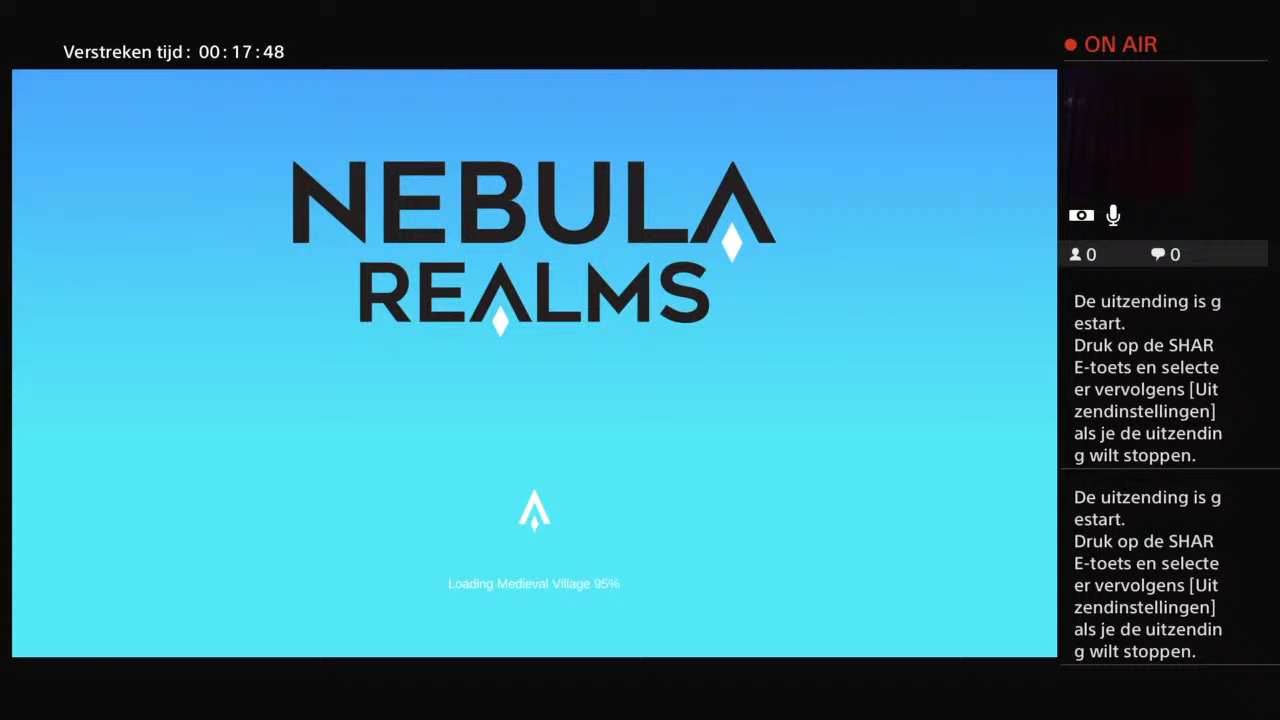 Verstreken tijd: 00:17:48
ON AIR
NEBULA
REALMS
Loading Medieval Village 95%
0 0
De uitzending is g
estart.
Druk op de SHAR
E-toets en selecte
er vervolgens [Uit
zendinstellingen]
als je de uitzendin
g wilt stoppen.
De uitzending is g
estart.
Druk op de SHAR
E-toets en selecte
er vervolgens [Uit
zendinstellingen]
als je de uitzendin
g wilt stoppen.